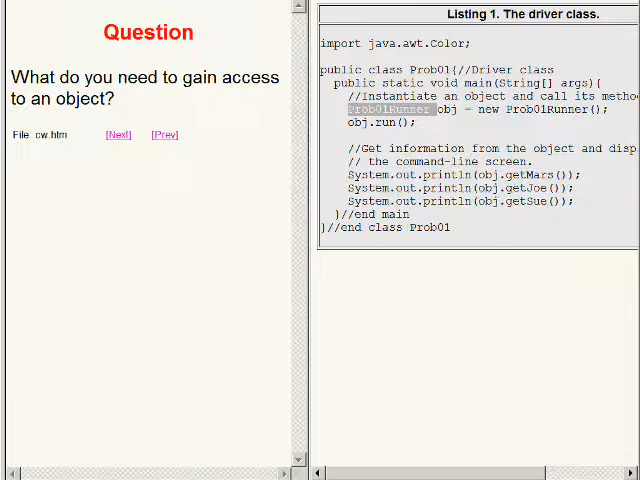 Question
What do you need to gain access
to an object?
File: cw.htm [Next] [Prev]
Listing 1. The driver class.
import java.awt.Color;
public class Prob01{//Driver class
public static void main(String[] args){
//Instantiate an object and call its metho
Prob01Runner obj = new Prob01Runner();
obj.run();
//Get information from the object and disp
// the command-line screen.
System.out.println(obj.getMars());
System.out.println(obj.getJoe());
System.out.println(obj.getSue());
}//end main
}//end class Prob01